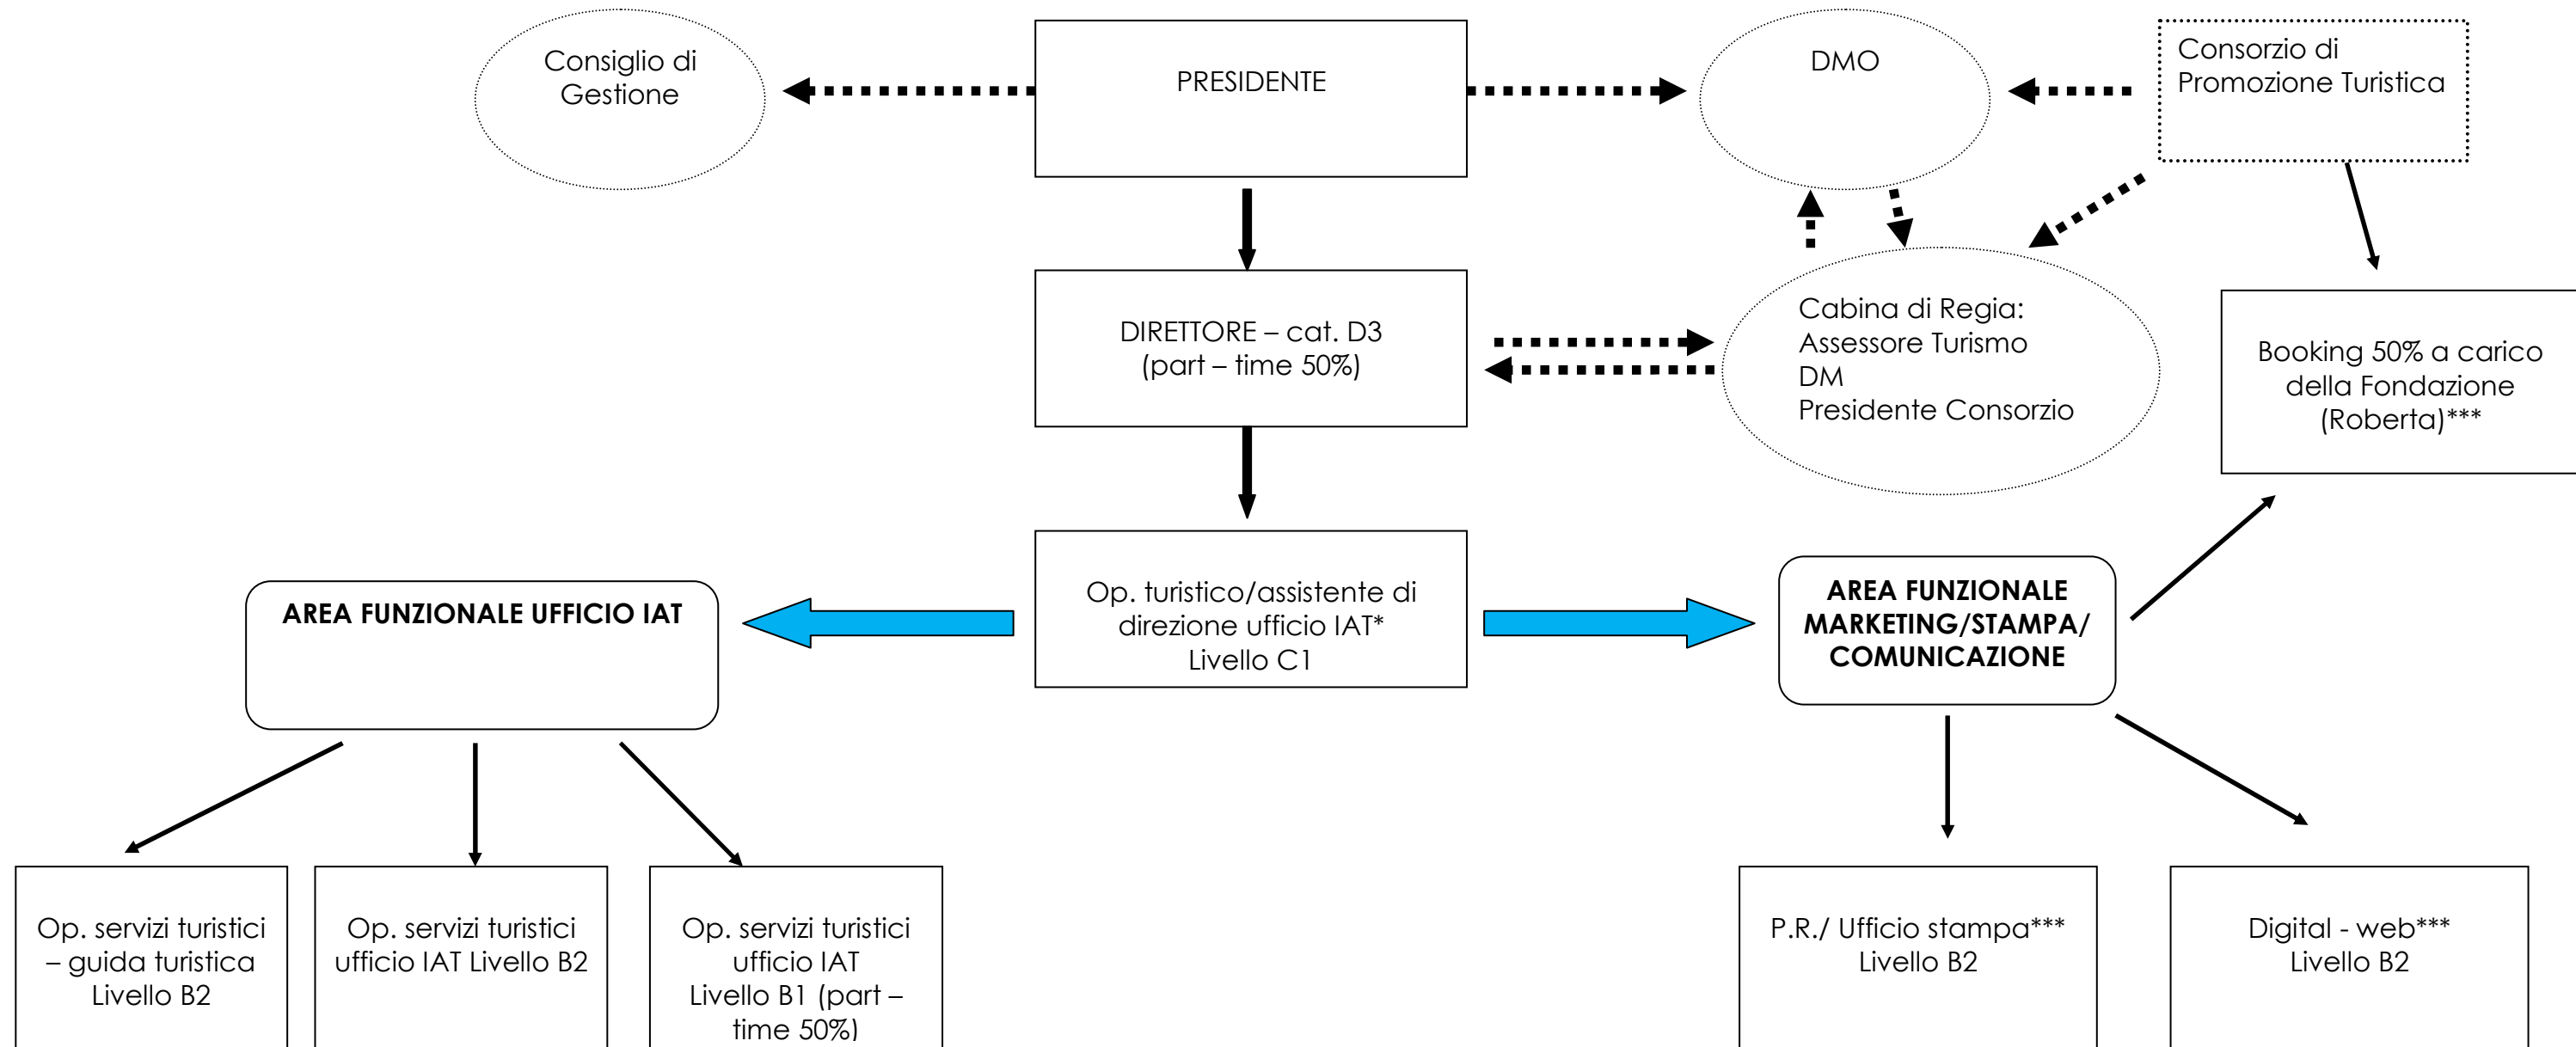 Consiglio di
Gestione
PRESIDENTE
DMO
Consorzio di
Promozione Turistica
DIRETTORE – cat. D3
(part – time 50%)
Cabina di Regia:
Assessore Turismo
DM
Presidente Consorzio
Booking 50% a carico
della Fondazione
(Roberta)***
AREA FUNZIONALE UFFICIO IAT
Op. turistico/assistente di
direzione ufficio IAT*
Livello C1
AREA FUNZIONALE
MARKETING/STAMPA/
COMUNICAZIONE
Op. servizi turistici
– guida turistica
Livello B2
Op. servizi turistici
ufficio IAT Livello B2
Op. servizi turistici
ufficio IAT
Livello B1 (part –
time 50%)
P.R./ Ufficio stampa***
Livello B2
Digital - web***
Livello B2